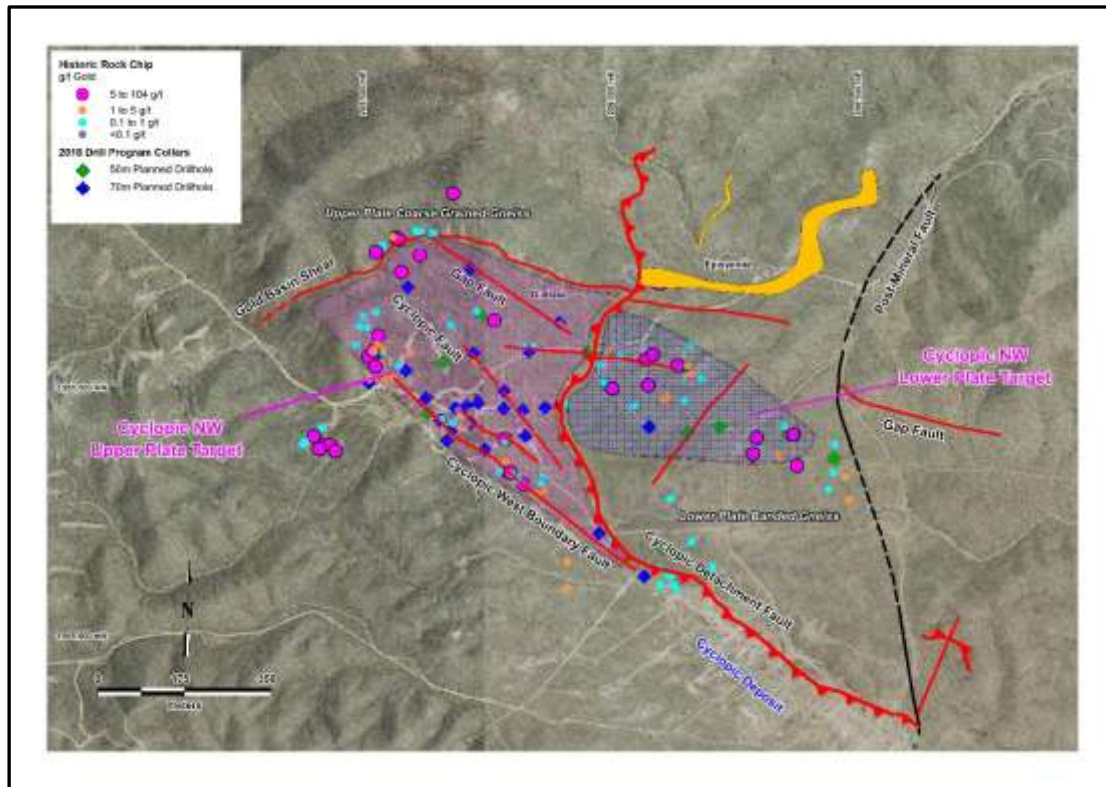 Historic Rock Chip
g/t Gold
5 to 104 g/t
1 to 5 g/t
0.1 to 1 g/t
<0.1 g/t
2018 Drill Program Collars
50m Planned Drillhole
70m Planned Drillhole
Upper Plate Coarse Grained Gneiss
Gold Basin Shear
Gap Fault
Cyclopic Fault
Post-Mineral Fault
Cyclopic NW
Lower Plate Target
Cyclopic NW
Upper Plate Target
Gap Fault
Cyclopic West Boundary Fault
Lower Plate Banded Gneiss
Cyclopic Detachment Fault
Cyclopic Deposit
N
0 125 250
meters